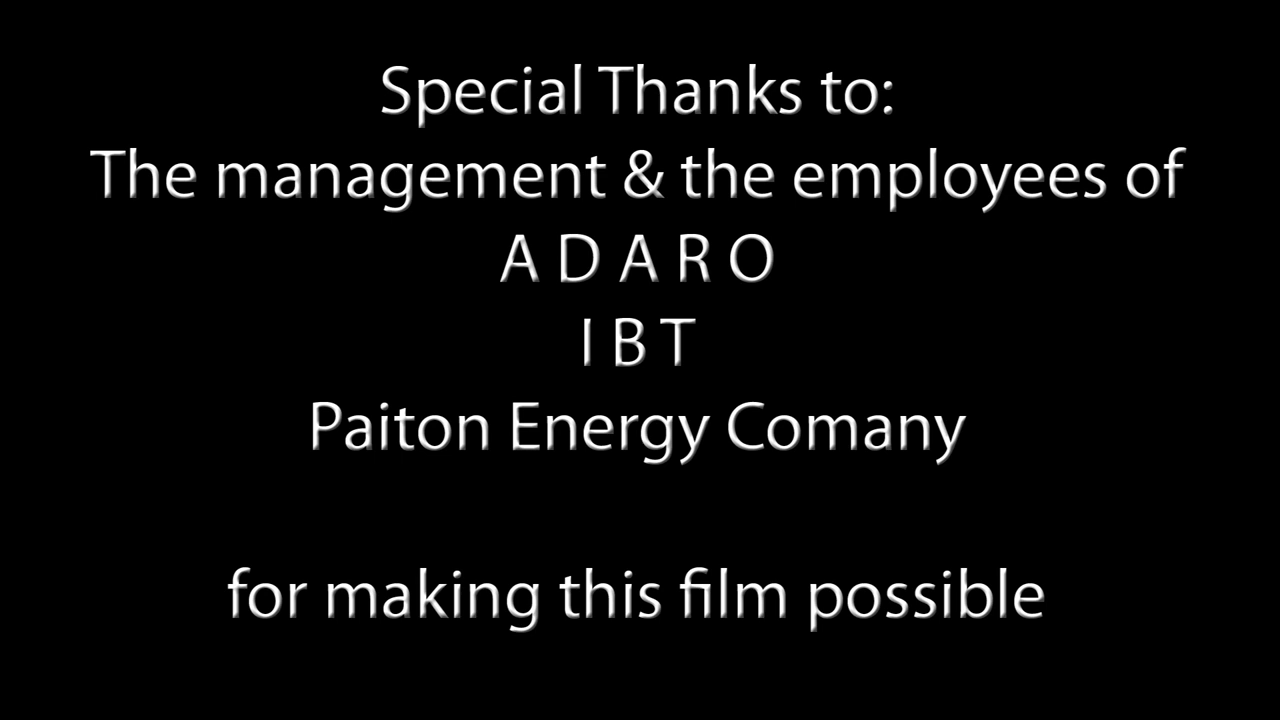 Special Thanks to:
The management & the employees of
A D A R O
I B T
Paiton Energy Comany
for making this film possible